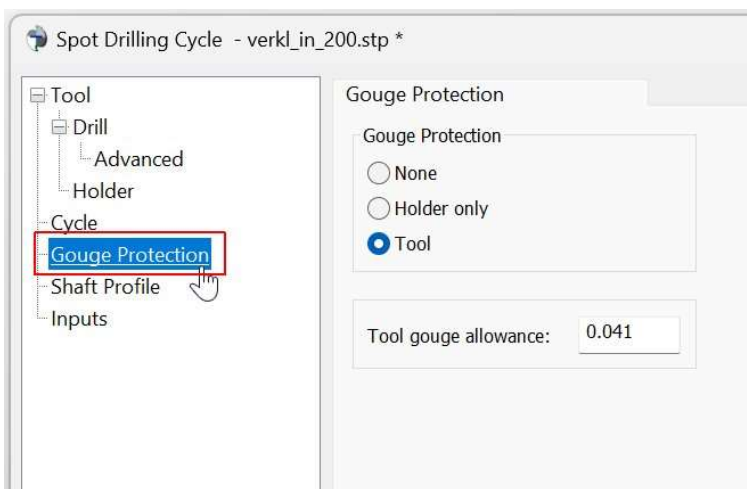 Spot Drilling Cycle - verkl_in_200.stp *
Tool
Drill
Advanced
Holder
Cycle
Gouge Protection
Shaft Profile
Inputs
Gouge Protection
Gouge Protection
None
Holder only
Tool
Tool gouge allowance: 0.041